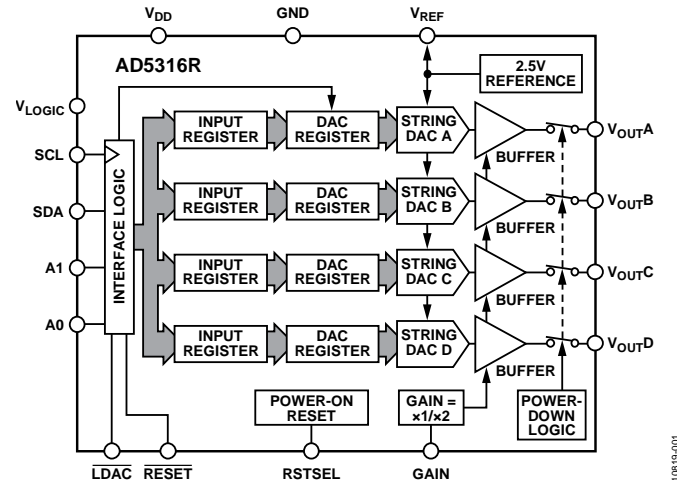 VDD
GND
VREF
AD5316R
2.5V
REFERENCE
VLOGIC
SCL
SDA
A1
A0
INTERFACE LOGIC
INPUT
REGISTER
DAC
REGISTER
STRING
DAC A
BUFFER
VOUTA
INPUT
REGISTER
DAC
REGISTER
STRING
DAC B
BUFFER
VOUTB
INPUT
REGISTER
DAC
REGISTER
STRING
DAC C
BUFFER
VOUTC
INPUT
REGISTER
DAC
REGISTER
STRING
DAC D
BUFFER
VOUTD
POWER-ON
RESET
GAIN =
×1/×2
POWER-
DOWN
LOGIC
LDAC
RESET
RSTSEL
GAIN
10819-001